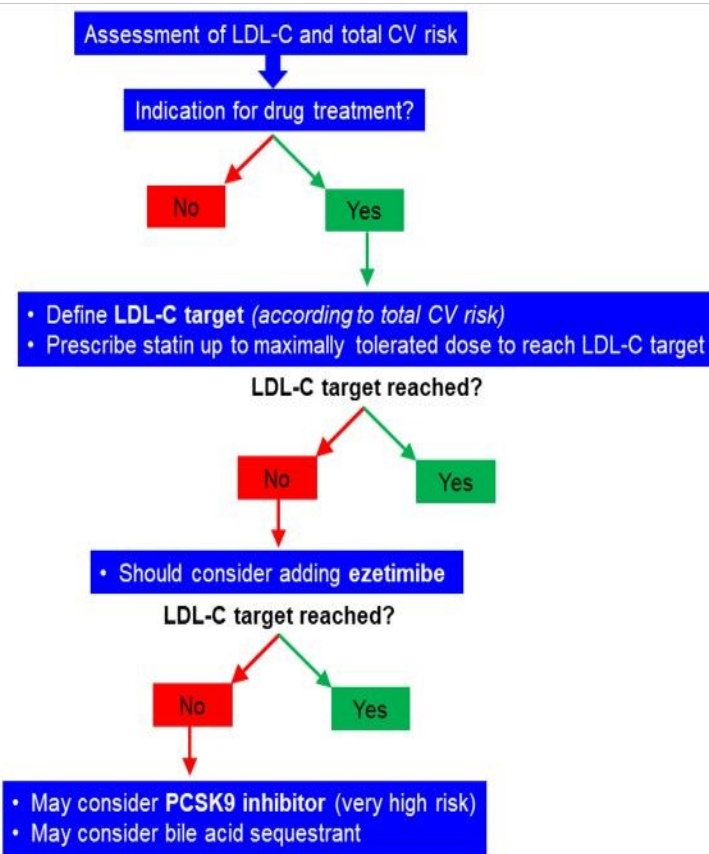 Assessment of LDL-C and total CV risk
Indication for drug treatment?
No
Yes
• Define LDL-C target (according to total CV risk)
• Prescribe statin up to maximally tolerated dose to reach LDL-C target
LDL-C target reached?
No
Yes
• Should consider adding ezetimibe
LDL-C target reached?
No
Yes
• May consider PCSK9 inhibitor (very high risk)
• May consider bile acid sequestrant